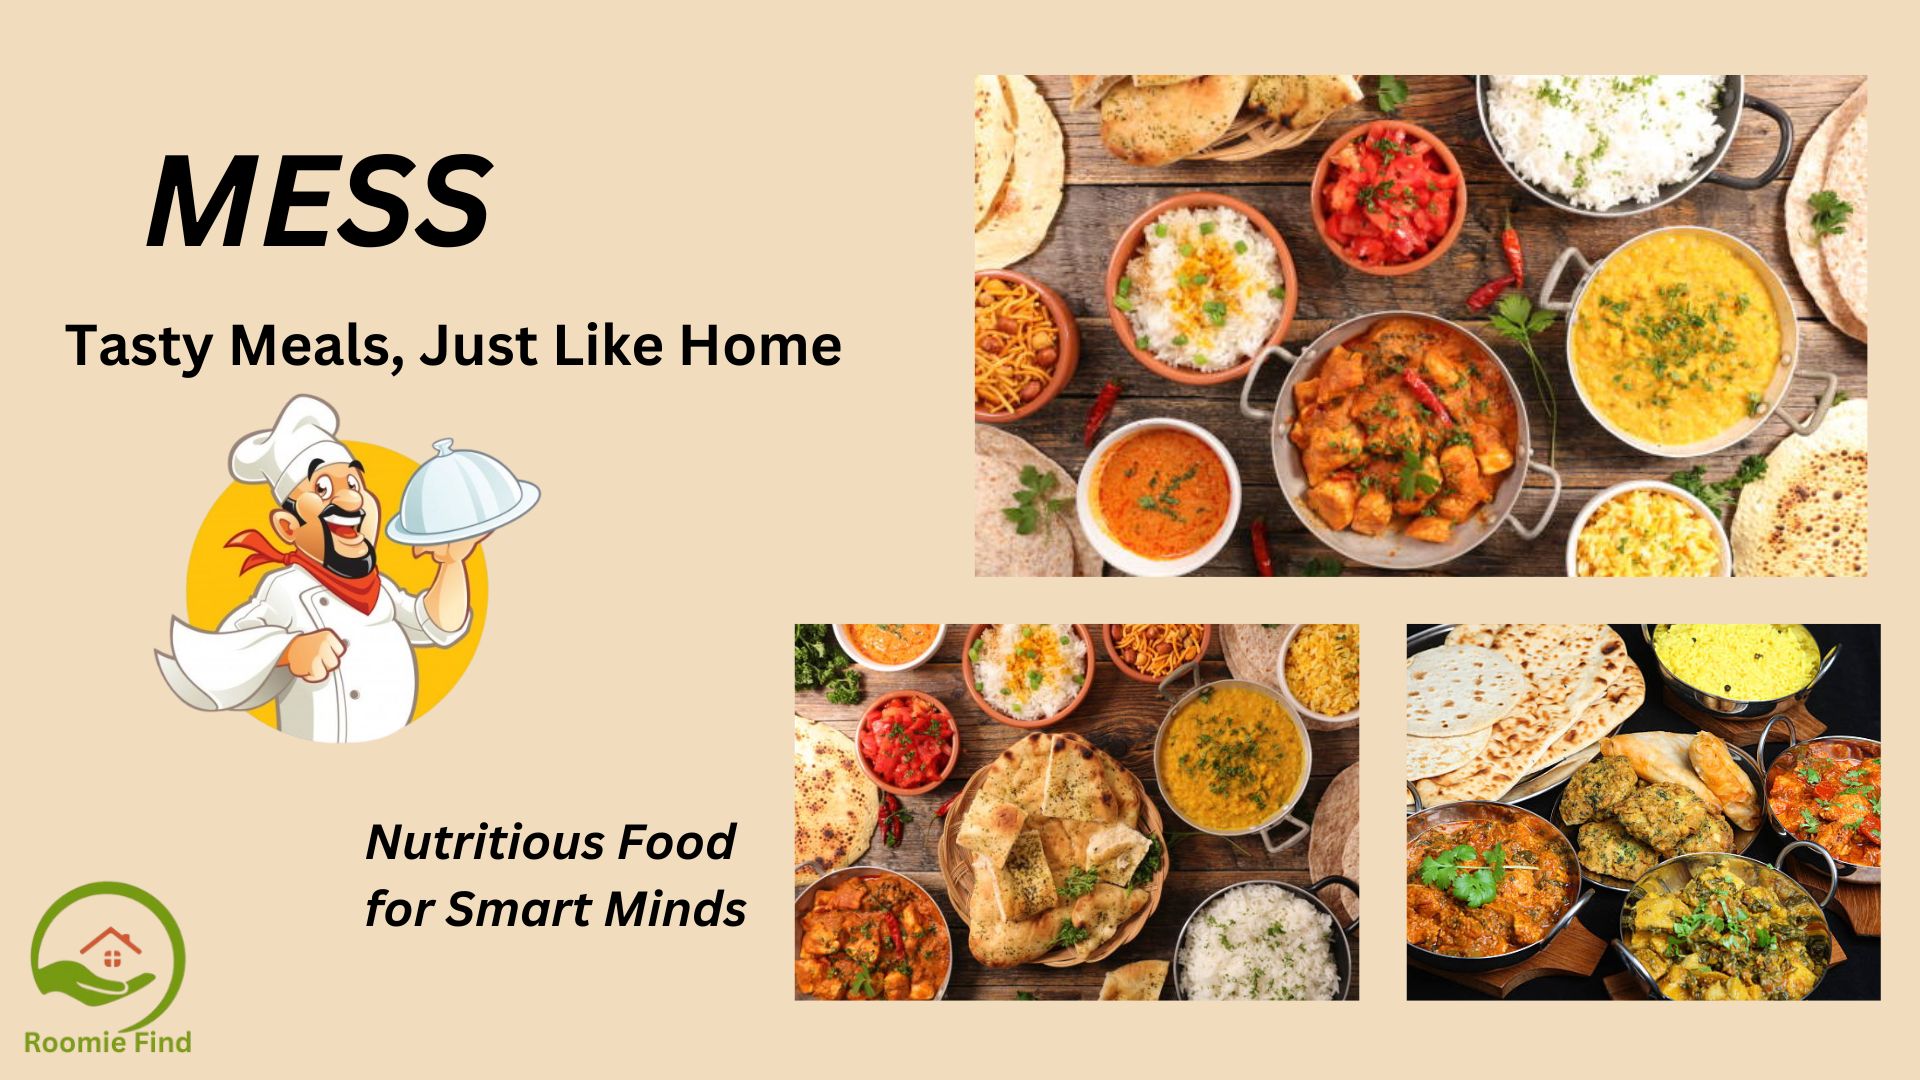 MESS
Tasty Meals, Just Like Home
Nutritious Food
for Smart Minds
Roomie Find